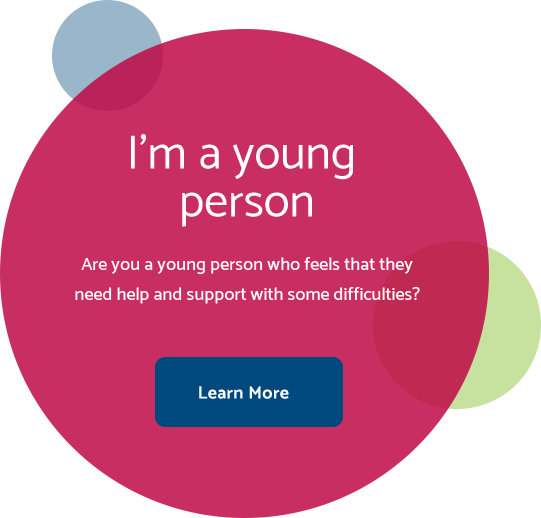 I’m a young
person
Are you a young person who feels that they
need help and support with some difficulties?
Learn More